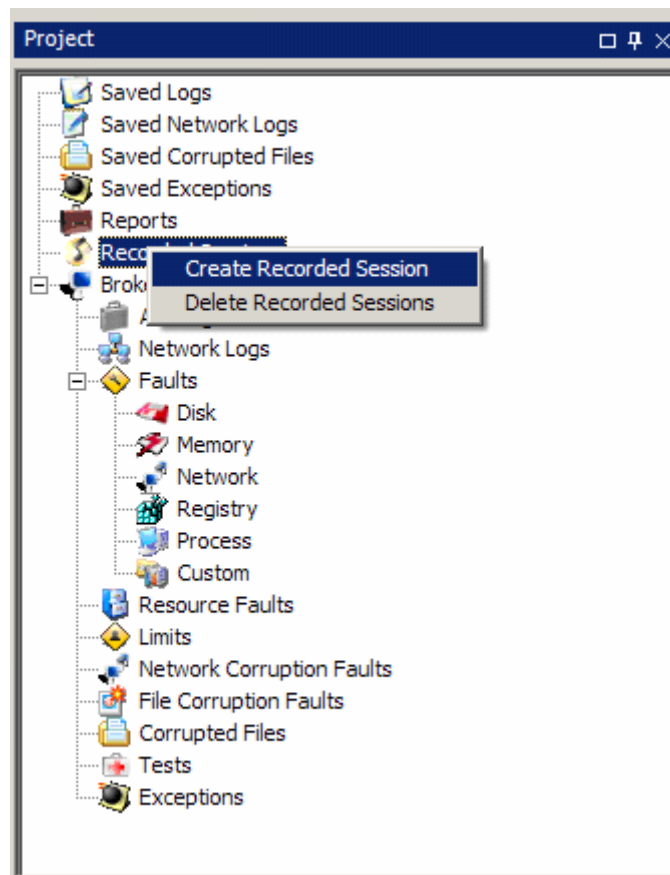 Project
Saved Logs
Saved Network Logs
Saved Corrupted Files
Saved Exceptions
Reports
Create Recorded Session
Delete Recorded Sessions
Network Logs
Faults
Disk
Memory
Network
Registry
Process
Custom
Resource Faults
Limits
Network Corruption Faults
File Corruption Faults
Corrupted Files
Tests
Exceptions